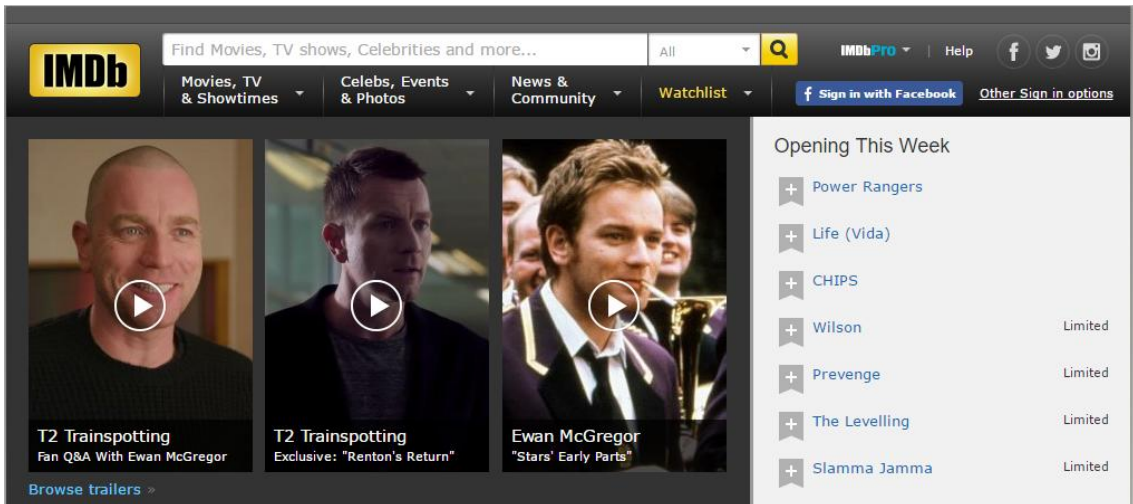 IMDb
Find Movies, TV shows, Celebrities and more...
All
IMDbPro
|
Help
Movies, TV
& Showtimes
Celebs, Events
& Photos
News &
Community
Watchlist
f Sign in with Facebook
Other Sign in options
T2 Trainspotting
Fan Q&A With Ewan McGregor
T2 Trainspotting
Exclusive: "Renton's Return"
Ewan McGregor
"Stars' Early Parts"
Browse trailers »
Opening This Week
Power Rangers
Life (Vida)
CHIPS
Wilson Limited
Prevenge Limited
The Levelling Limited
Slamma Jamma Limited